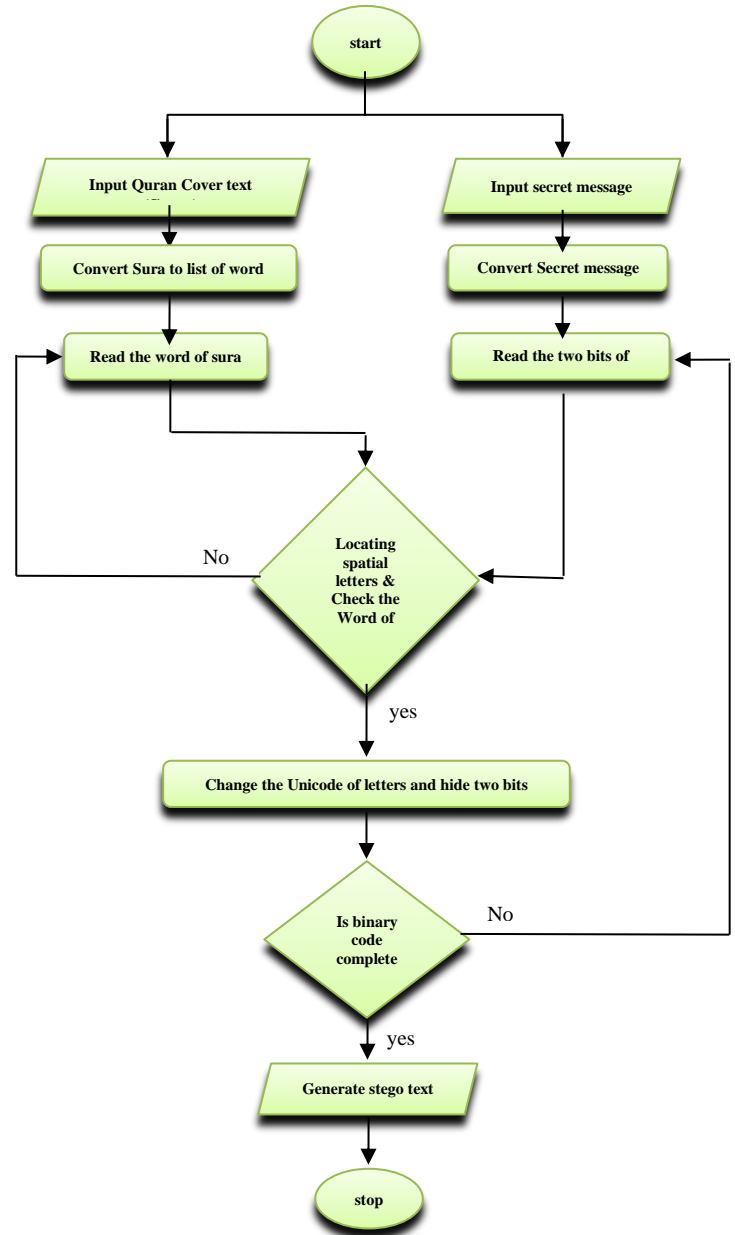 start
Input Quran Cover text
Input secret message
Convert Sura to list of word
Convert Secret message
Read the word of sura
Read the two bits of
Locating
spatial
letters &
Check the
Word of
No
yes
Change the Unicode of letters and hide two bits
Is binary
code
complete
No
yes
Generate stego text
stop